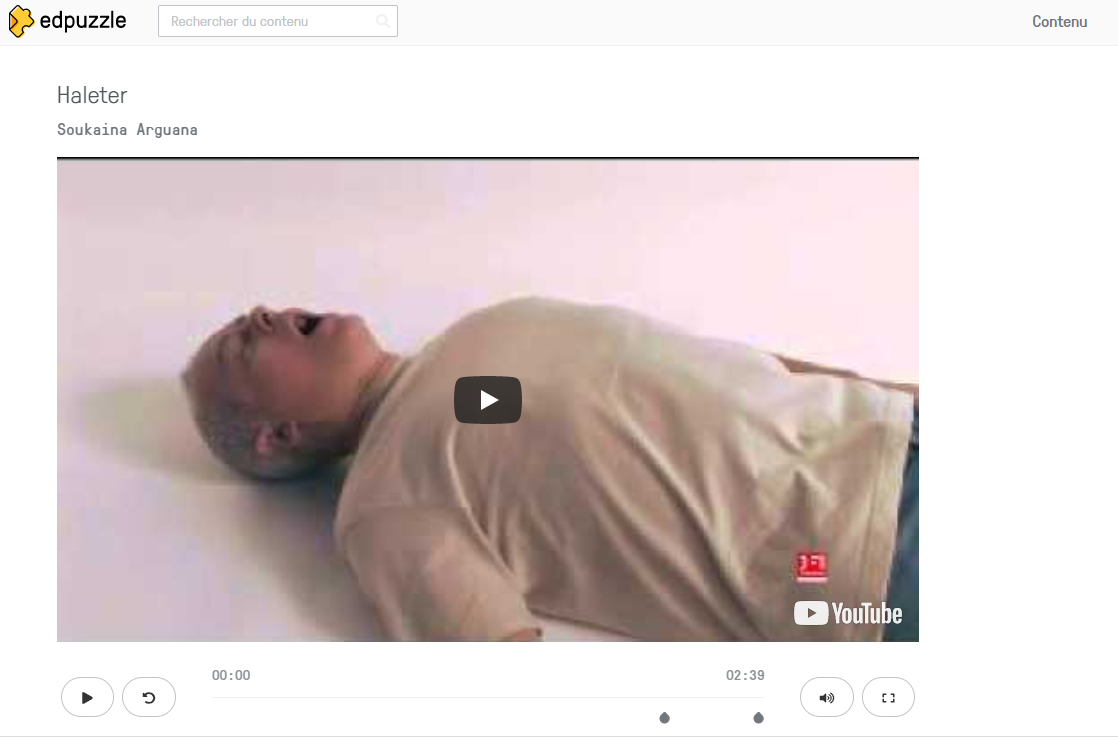 edpuzzle
Rechercher du contenu
Contenu
Haleter
Soukaina Arguana
YouTube
00:00
02:39